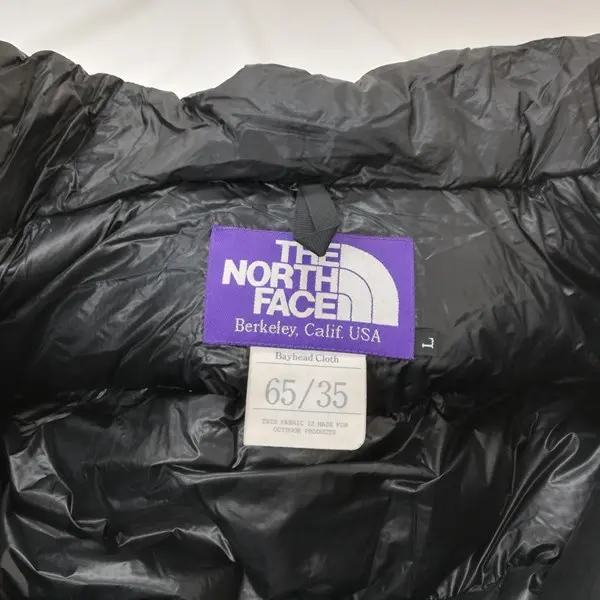 THE
NORTH
FACE
Berkeley, Calif. USA
L
Bayhead Cloth
65/35
THIS FABRIC IS MADE FOR
OUTDOOR PRODUCTS